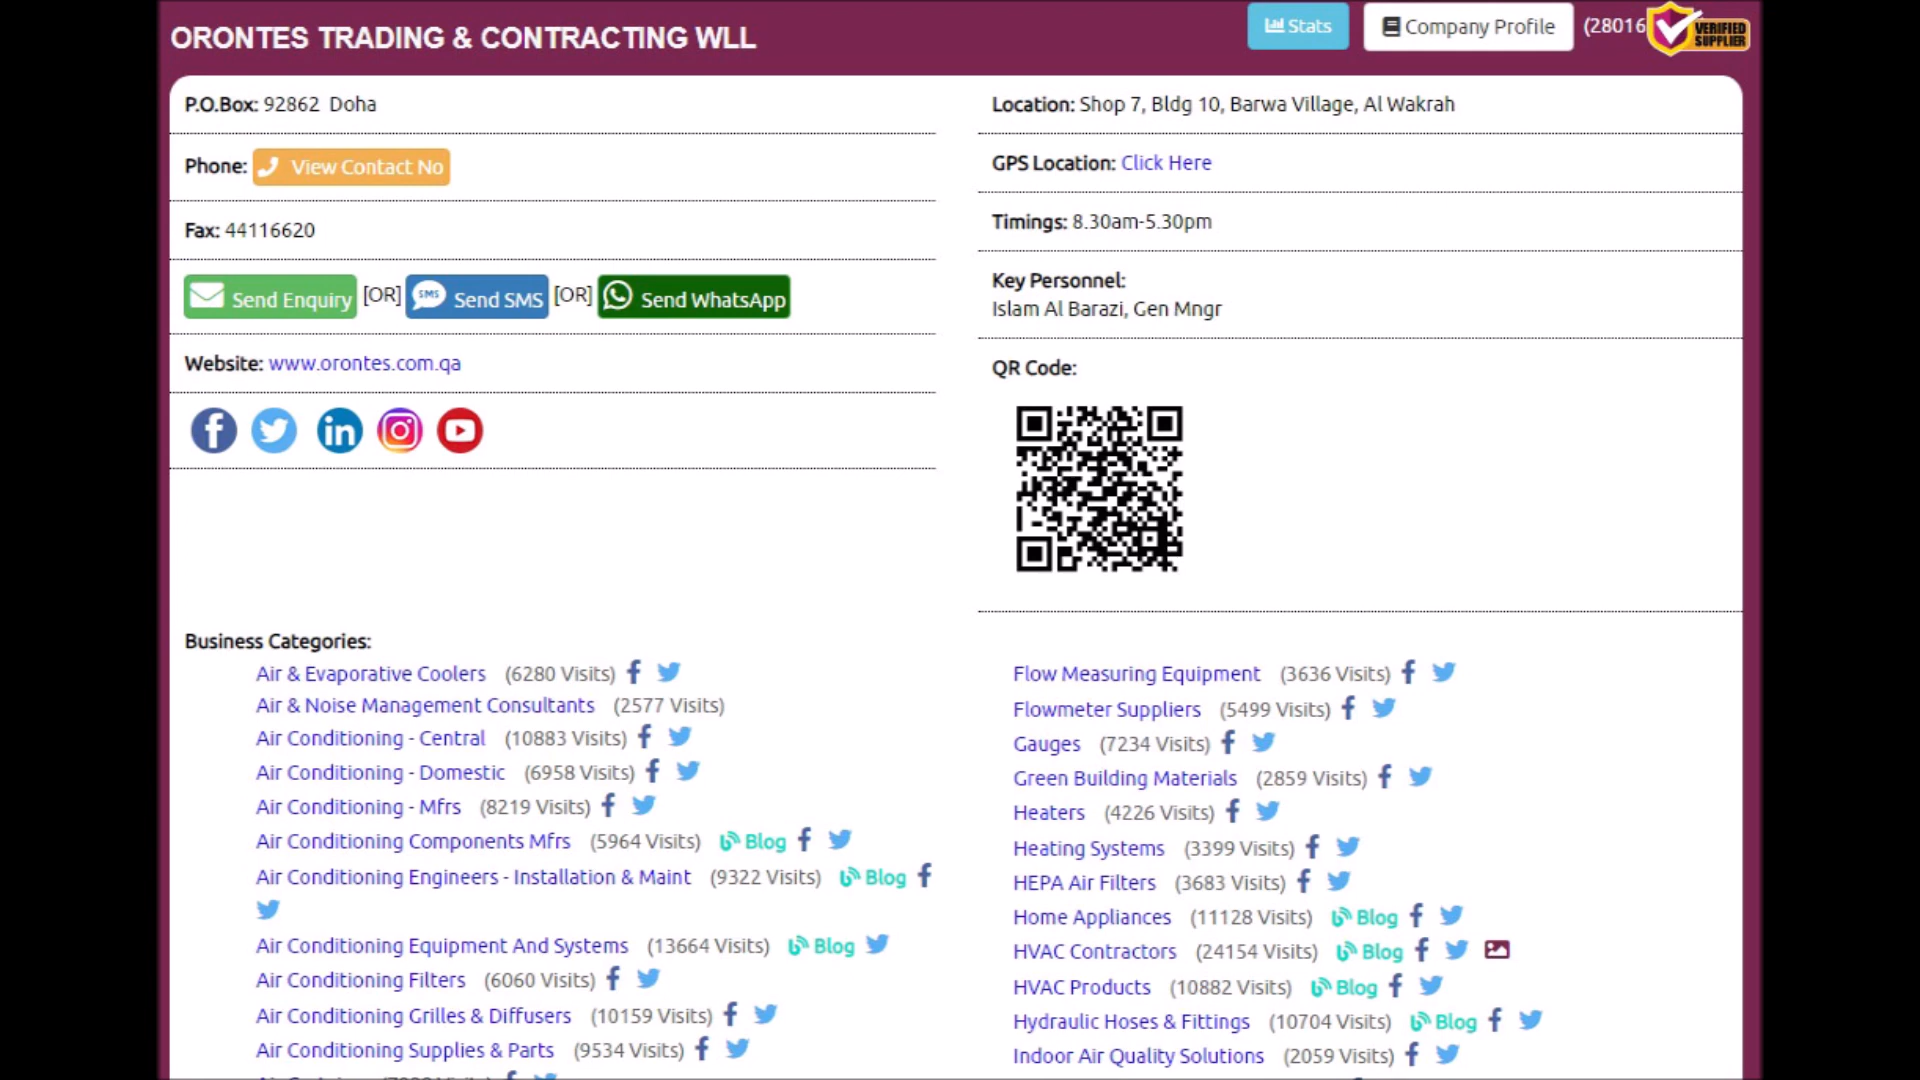 ORONTES TRADING & CONTRACTING WLL
Stats
Company Profile
(28016
VERIFIED
SUPPLIER
P.O.Box: 92862 Doha
Phone: View Contact No
Fax: 44116620
Send Enquiry [OR] SMS Send SMS [OR] Send WhatsApp
Website: www.orontes.com.qa
Location: Shop 7, Bldg 10, Barwa Village, Al Wakrah
GPS Location: Click Here
Timings: 8.30am-5.30pm
Key Personnel:
Islam Al Barazi, Gen Mngr
QR Code:
Business Categories:
Air & Evaporative Coolers (6280 Visits)
Air & Noise Management Consultants (2577 Visits)
Air Conditioning - Central (10883 Visits)
Air Conditioning - Domestic (6958 Visits)
Air Conditioning - Mfrs (8219 Visits)
Air Conditioning Components Mfrs (5964 Visits) Blog
Air Conditioning Engineers - Installation & Maint (9322 Visits) Blog
Air Conditioning Equipment And Systems (13664 Visits) Blog
Air Conditioning Filters (6060 Visits)
Air Conditioning Grilles & Diffusers (10159 Visits)
Air Conditioning Supplies & Parts (9534 Visits)
Flow Measuring Equipment (3636 Visits)
Flowmeter Suppliers (5499 Visits)
Gauges (7234 Visits)
Green Building Materials (2859 Visits)
Heaters (4226 Visits)
Heating Systems (3399 Visits)
HEPA Air Filters (3683 Visits)
Home Appliances (11128 Visits) Blog
HVAC Contractors (24154 Visits) Blog
HVAC Products (10882 Visits) Blog
Hydraulic Hoses & Fittings (10704 Visits) Blog
Indoor Air Quality Solutions (2059 Visits)